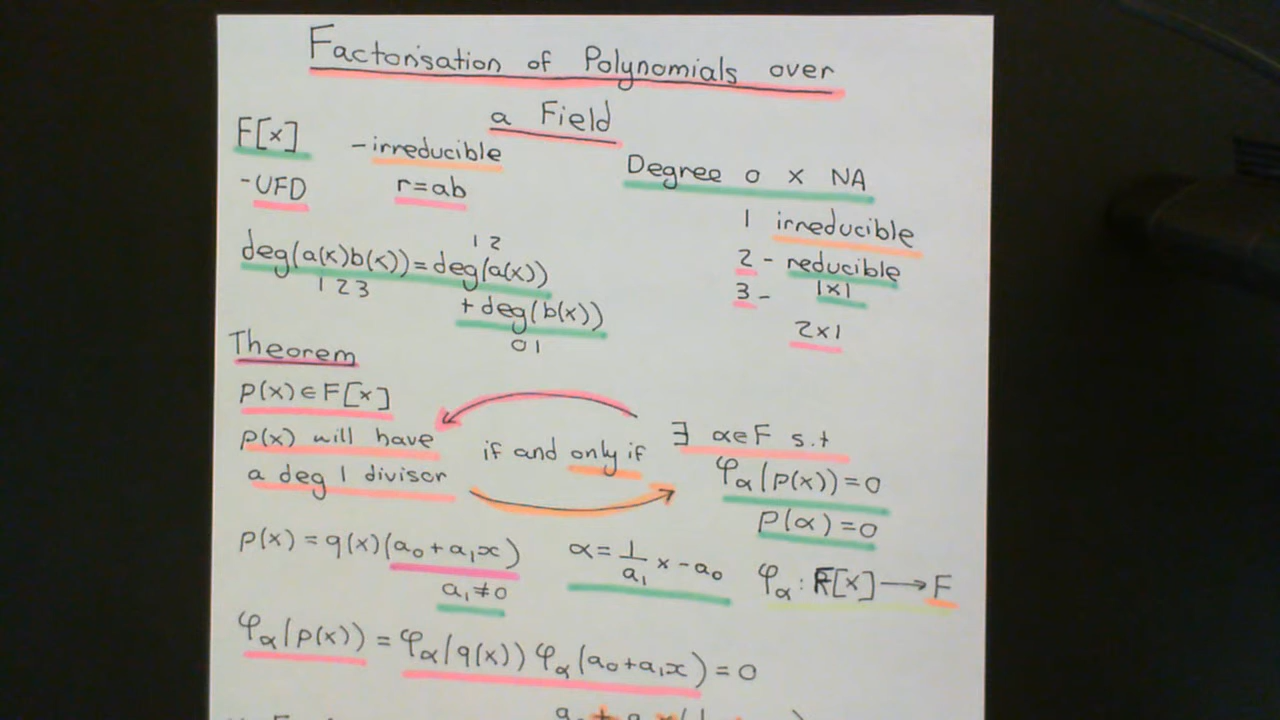 Factorisation of Polynomials over
a Field
F[x]
-irreducible
-UFD
r=ab
Degree 0 x NA
1 irreducible
2 - reducible
1x1
3 -
2x1
1 2
deg(a(x)b(x))=deg(a(x))
1 2 3
+deg(b(x))
0 1
Theorem
p(x)∈F[x]
p(x) will have
a deg 1 divisor
if and only if
∃ α∈F s.t
φα(p(x))=0
p(α)=0
p(x)=q(x)(a₀+a₁x)
a₁≠0
α=1/a₁ x -a₀
φα:F[x]→F
φα(p(x))=φα(q(x))φα(a₀+a₁x)=0